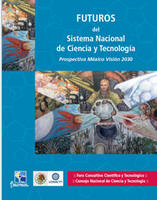 FUTUROS
del
Sistema Nacional
de Ciencia y Tecnología
Prospectiva México Visión 2030
Foro Consultivo Científico y Tecnológico
Consejo Nacional de Ciencia y Tecnología
CONACYT